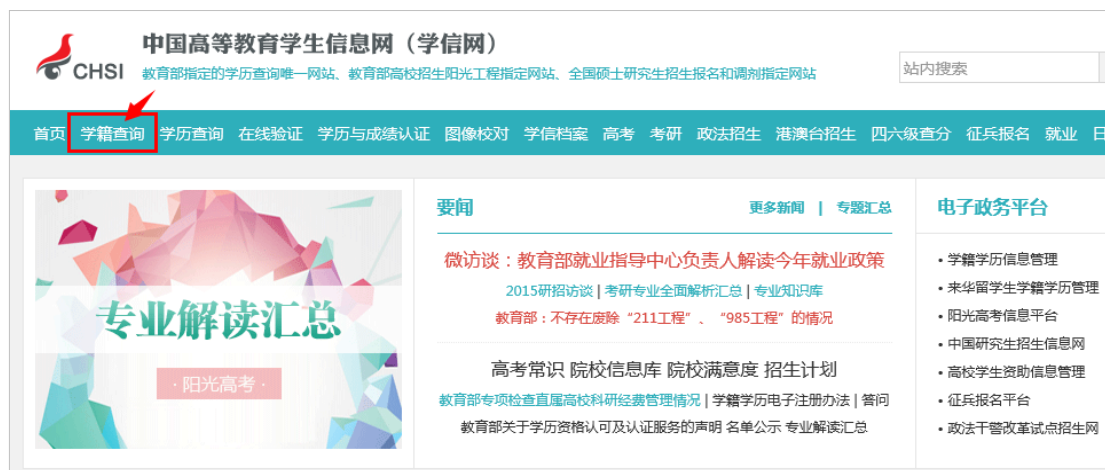 中国高等教育学生信息网（学信网）
CHSI
教育部指定的学历查询唯一网站、教育部高校招生阳光工程指定网站、全国硕士研究生招生报名和调剂指定网站
站内搜索
首页 学籍查询 学历查询 在线验证 学历与成绩认证 图像校对 学信档案 高考 考研 政法招生 港澳台招生 四六级查分 征兵报名 就业 日
专业解读汇总
·阳光高考·
要闻 更多新闻 | 专题汇总
微访谈：教育部就业指导中心负责人解读今年就业政策
2015研招访谈 | 考研专业全面解析汇总 | 专业知识库
教育部：不存在废除“211工程”、“985工程”的情况
高考常识 院校信息库 院校满意度 招生计划
教育部专项检查直属高校科研经费管理情况 | 学籍学历电子注册办法 | 答问
教育部关于学历资格认可及认证服务的声明 名单公示 专业解读汇总
电子政务平台
• 学籍学历信息管理
• 来华留学生学籍学历管理
• 阳光高考信息平台
• 中国研究生招生信息网
• 高校学生资助信息管理
• 征兵报名平台
• 政法干警改革试点招生网